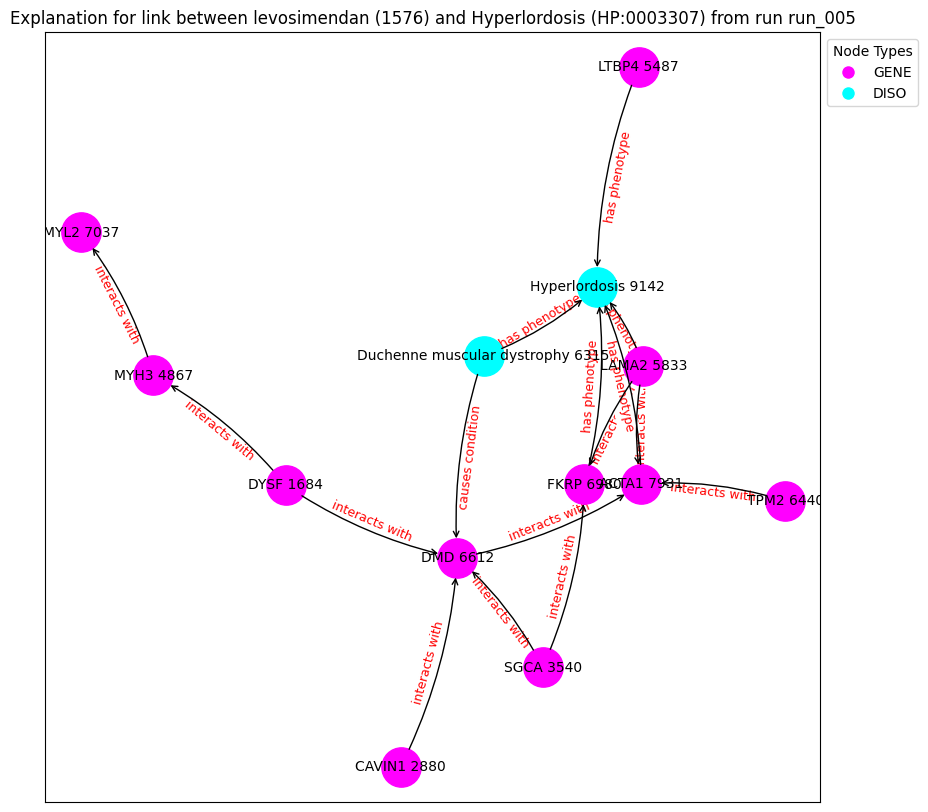 Explanation for link between levosimendan (1576) and Hyperlordosis (HP:0003307) from run run_005
Node Types
GENE
DISO
LTBP4 5487
has phenotype
MYL2 7037
interacts with
Hyperlordosis 9142
has phenotype
Duchenne muscular dystrophy 6315
LAMA2 5833
MYH3 4867
has phenotype
has phenotype
interacts with
causes condition
interacts with
DYSF 1684
FKRP 6980
ACTA1 7931
interacts with
TPM2 6440
interacts with
interacts with
DMD 6612
interacts with
interacts with
SGCA 3540
interacts with
CAVIN1 2880